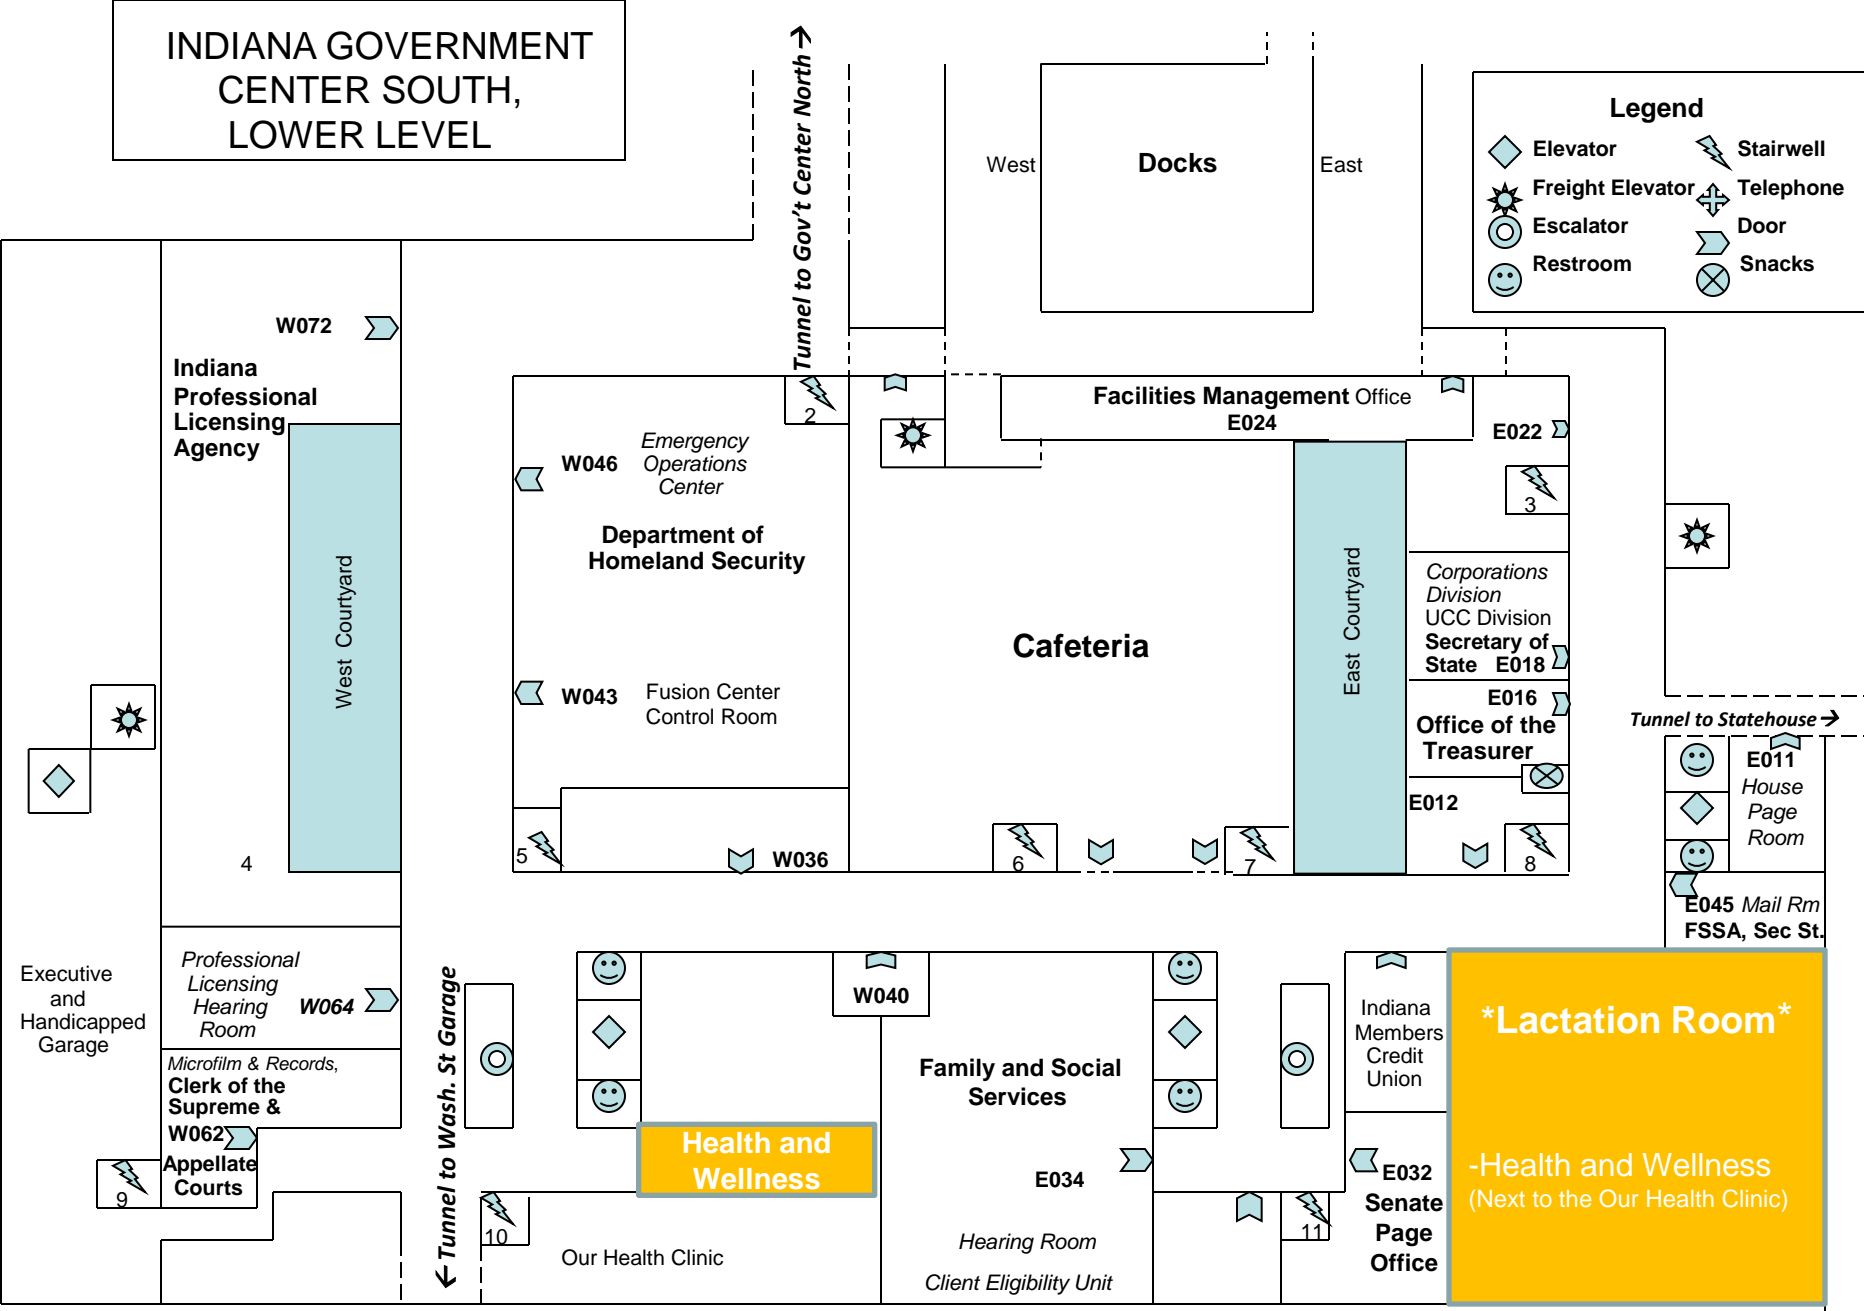 INDIANA GOVERNMENT
CENTER SOUTH,
LOWER LEVEL
Tunnel to Gov't Center North →
West
Docks
East
Legend
Elevator
Stairwell
Freight Elevator
Telephone
Escalator
Door
Restroom
Snacks
W072
Indiana
Professional
Licensing
Agency
West Courtyard
4
2
W046
Emergency
Operations
Center
Department of
Homeland Security
W043
Fusion Center
Control Room
5
W036
Facilities Management Office
E024
E022
3
Cafeteria
East Courtyard
Corporations
Division
UCC Division
Secretary of
State E018
E016
Office of the
Treasurer
E012
6
7
8
Tunnel to Statehouse →
E011
House
Page
Room
E045 Mail Rm
FSSA, Sec St.
Executive
and
Handicapped
Garage
Professional
Licensing
Hearing
Room
W064
Microfilm & Records,
Clerk of the
Supreme &
W062
Appellate
Courts
9
← Tunnel to Wash. St Garage
10
Health and
Wellness
Our Health Clinic
W040
Family and Social
Services
E034
Hearing Room
Client Eligibility Unit
11
Indiana
Members
Credit
Union
E032
Senate
Page
Office
*Lactation Room*
-Health and Wellness
(Next to the Our Health Clinic)